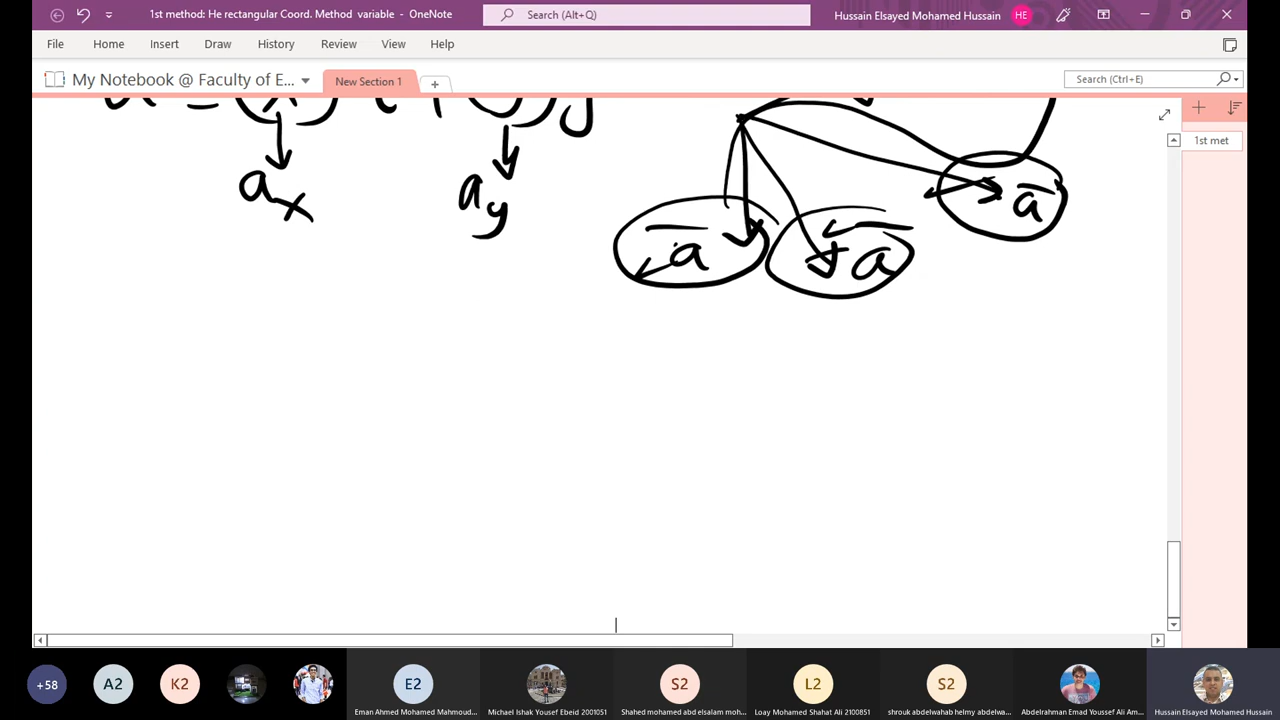 1st method: He rectangular Coord. Method variable - OneNote
Search (Alt+Q)
Hussain Elsayed Mohamed Hussain
HE
File Home Insert Draw History Review View Help
My Notebook @ Faculty of E...
New Section 1
Search (Ctrl+E)
1st met
ax ay
a a a
+58
A2
K2
E2
S2
L2
S2
Eman Ahmed Mohamed Mahmoud...
Michael Ishak Yousef Ebeid 2001051
Shahed mohamed abd elsalam moh...
Loay Mohamed Shahat Ali 2100851
shrouk abdelwahab helmy abdelwa...
Abdelrahman Emad Youssef Ali Am...
Hussain Elsayed Mohamed Hussain